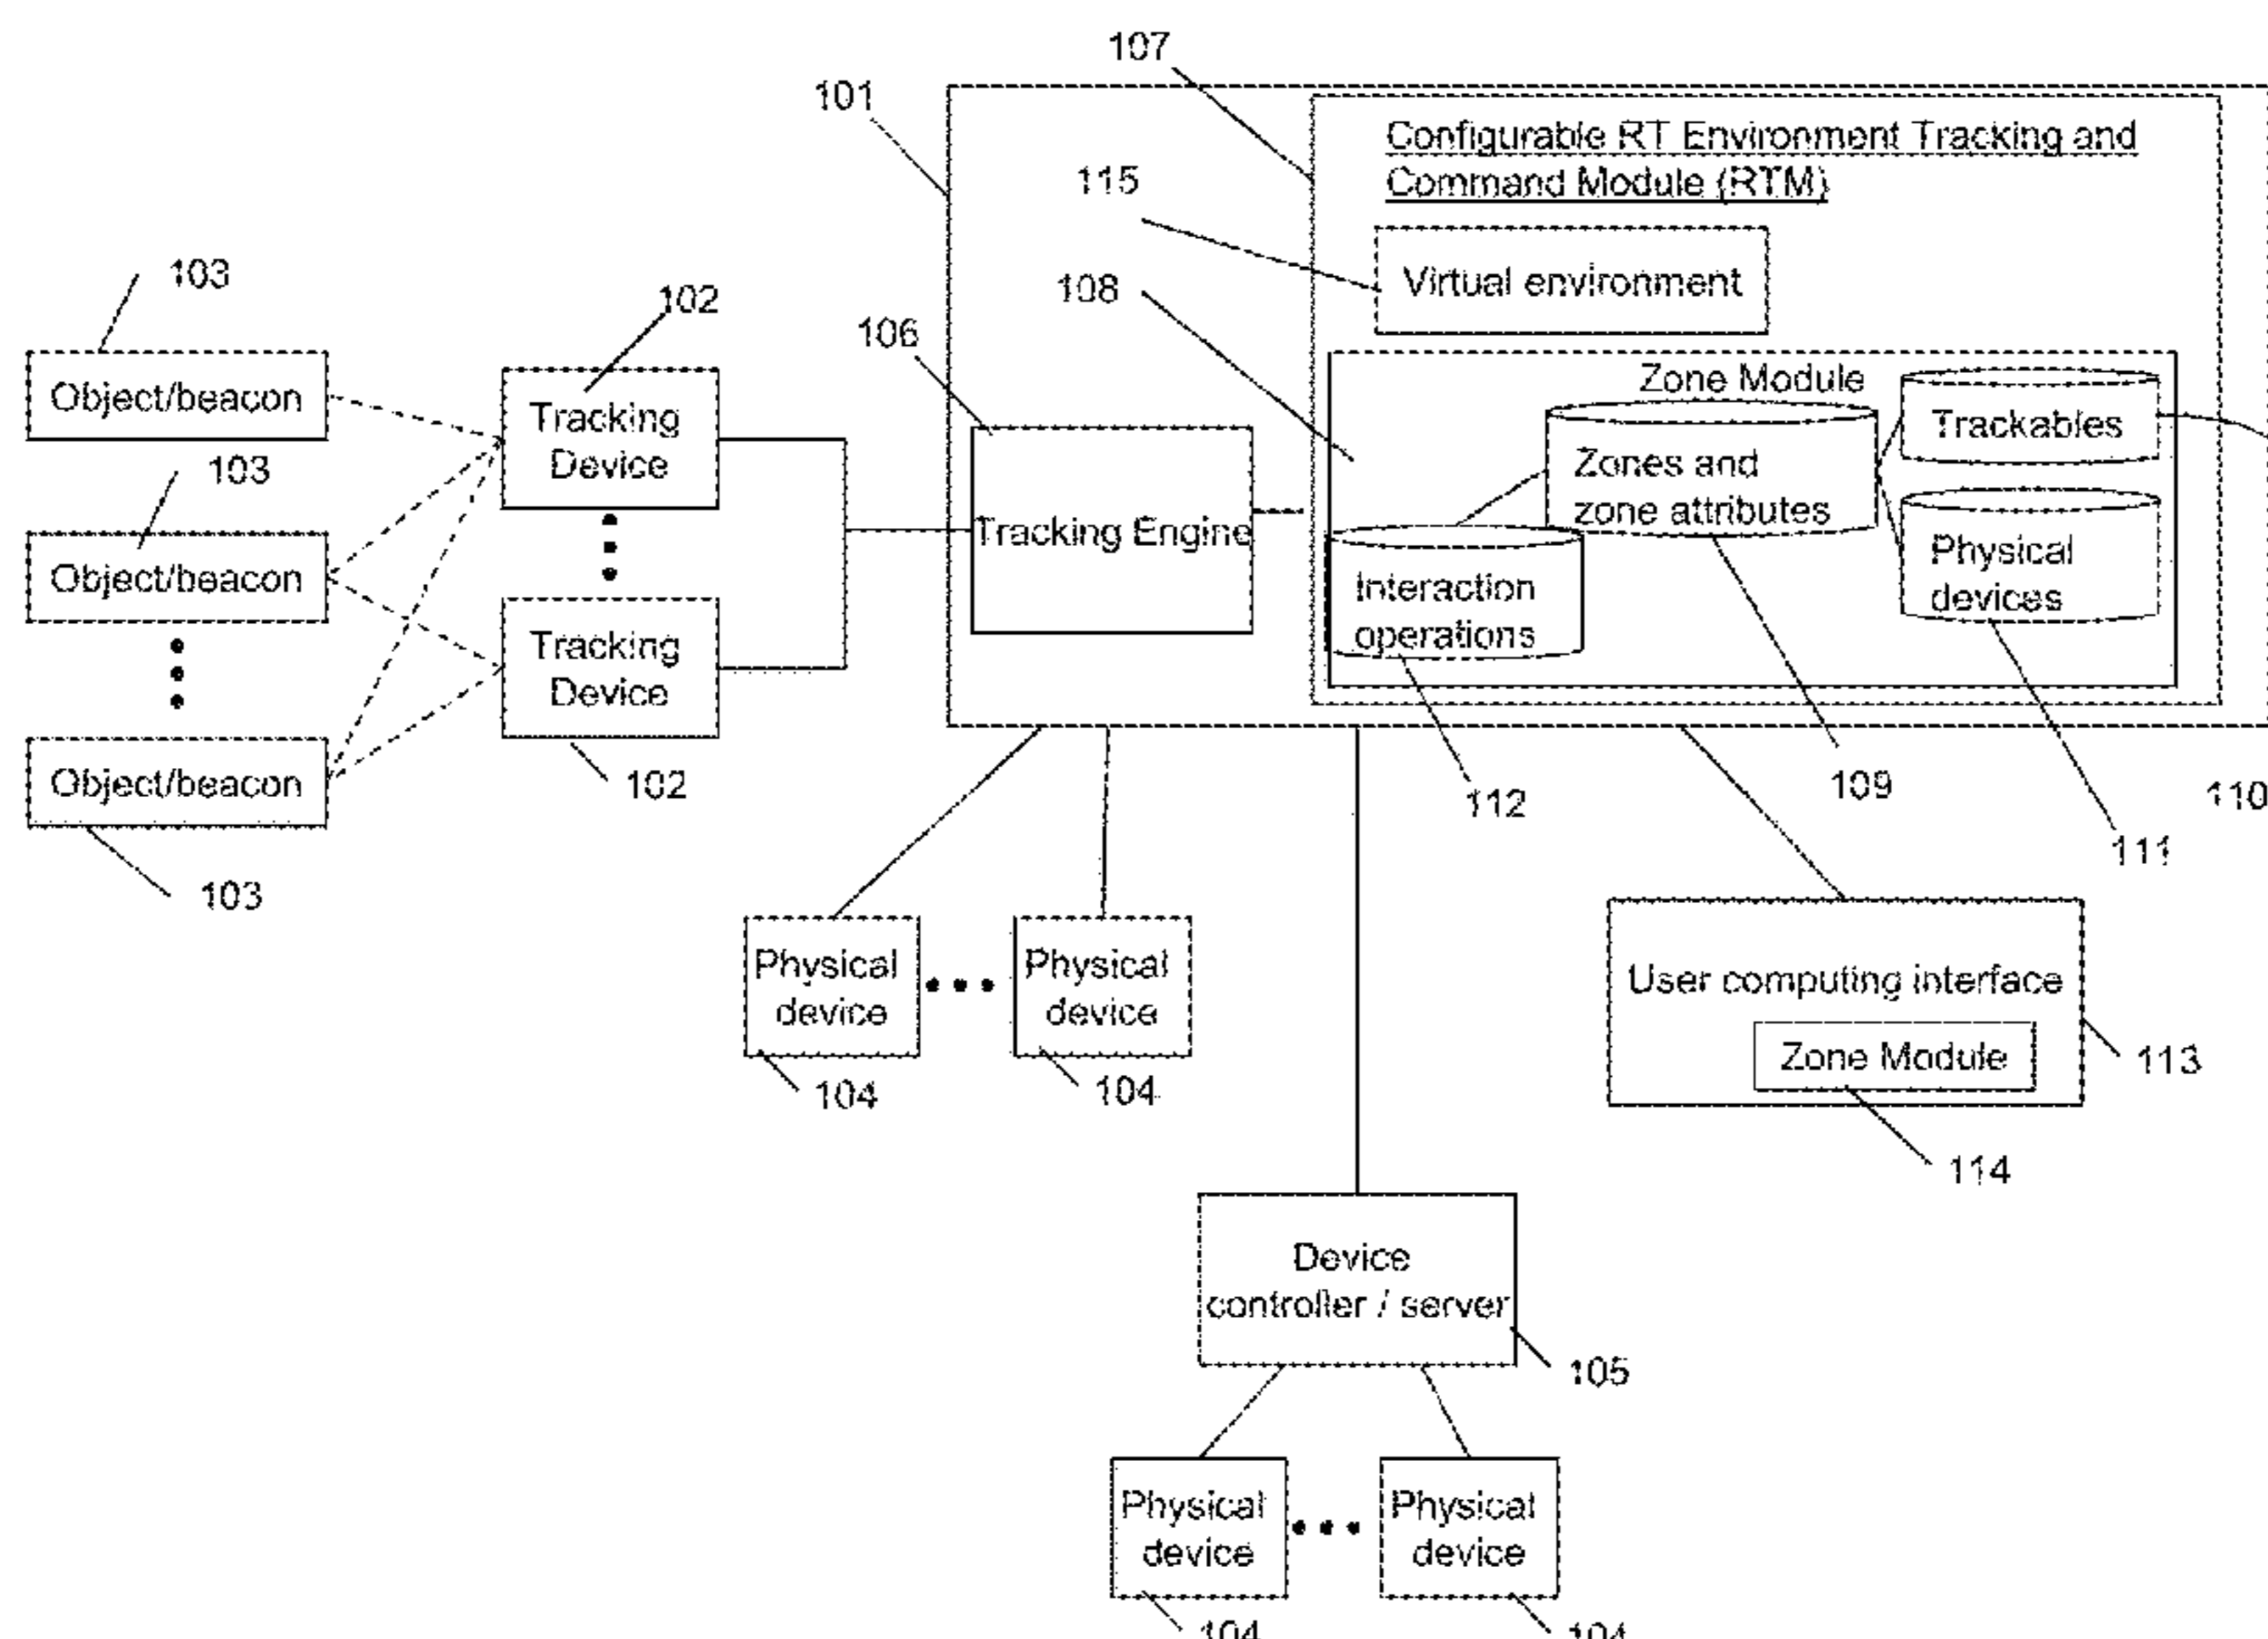 107
101
Configurable RT Environment Tracking and
Command Module (RTM)
115
Virtual environment
108
103
102
106
Object/beacon
Tracking
Device
Zone Module
Trackables
Zones and
zone attributes
103
Tracking Engine
Physical
devices
Object/beacon
Interaction
operations
Tracking
Device
Object/beacon
102
112
109
110
111
103
Physical
device
Physical
device
User computing interface
Zone Module
113
104
104
114
Device
controller / server
105
Physical
device
Physical
device
104
104